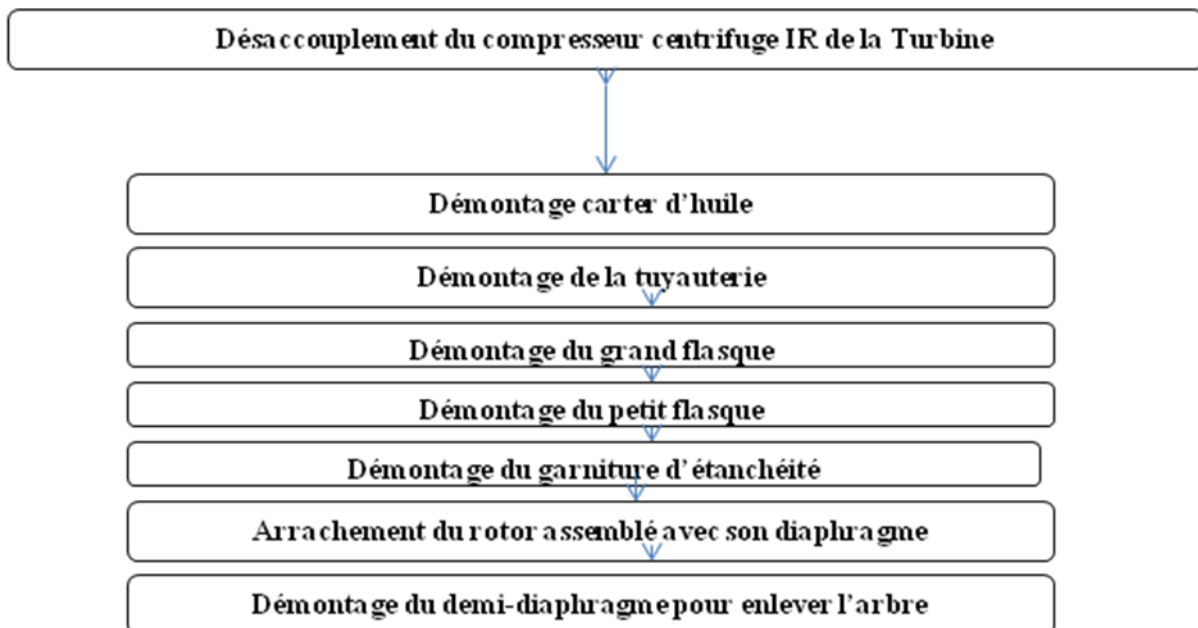 Désaccouplement du compresseur centrifuge IR de la Turbine
Démontage carter d’huile
Démontage de la tuyauterie
Démontage du grand flasque
Démontage du petit flasque
Démontage du garniture d’étanchéité
Arrachement du rotor assemblé avec son diaphragme
Démontage du demi-diaphragme pour enlever l’arbre